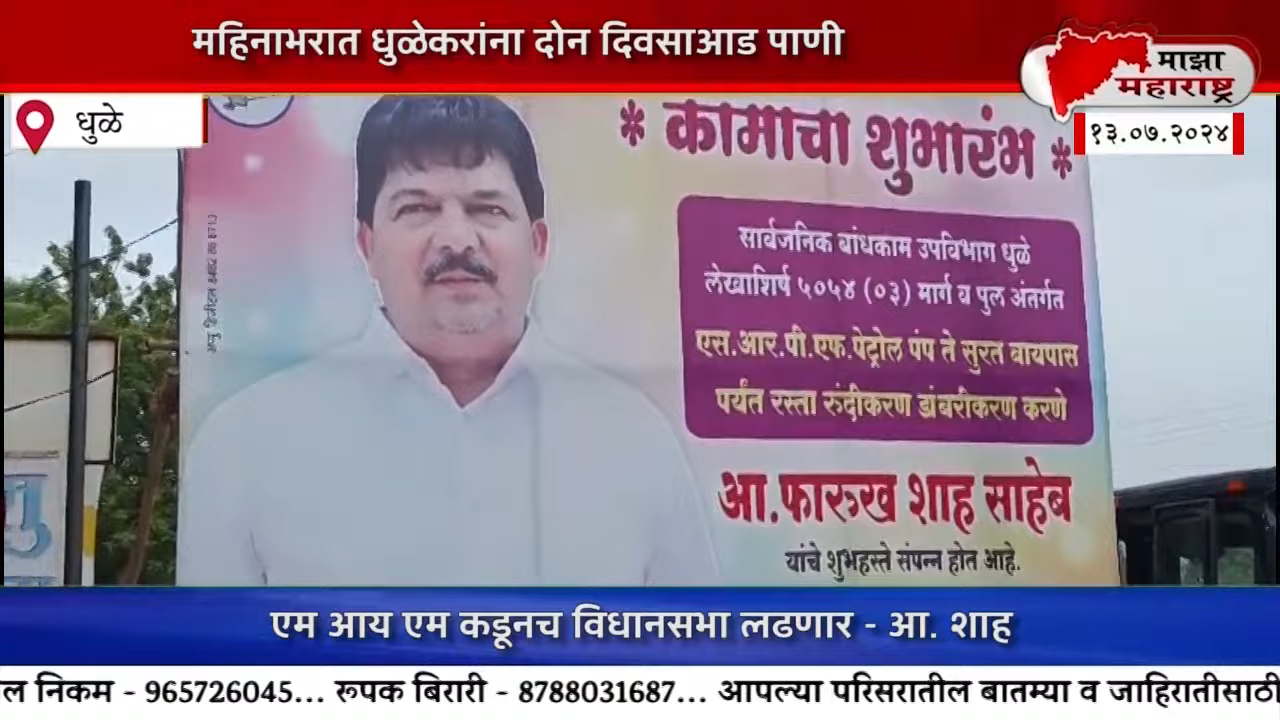 महिनाभरात धुळेकरांना दोन दिवसाआड पाणी
माझा
महाराष्ट्र
धुळे
१३.०७.२०२४
* कामाचा शुभारंभ *
सार्वजनिक बांधकाम उपविभाग धुळे
लेखाशिर्ष ५०५४ (०३) मार्ग व पुल अंतर्गत
एस.आर.पी.एफ.पेट्रोल पंप ते सुरत बायपास
पर्यंत रस्ता रुंदीकरण डांबरीकरण करणे
आ.फारुख शाह साहेब
यांचे शुभहस्ते संपन्न होत आहे.
एम आय एम कडूनच विधानसभा लढणार - आ. शाह
ल निकम - 965726045... रूपक बिरारी - 8788031687... आपल्या परिसरातील बातम्या व जाहिरातीसाठी